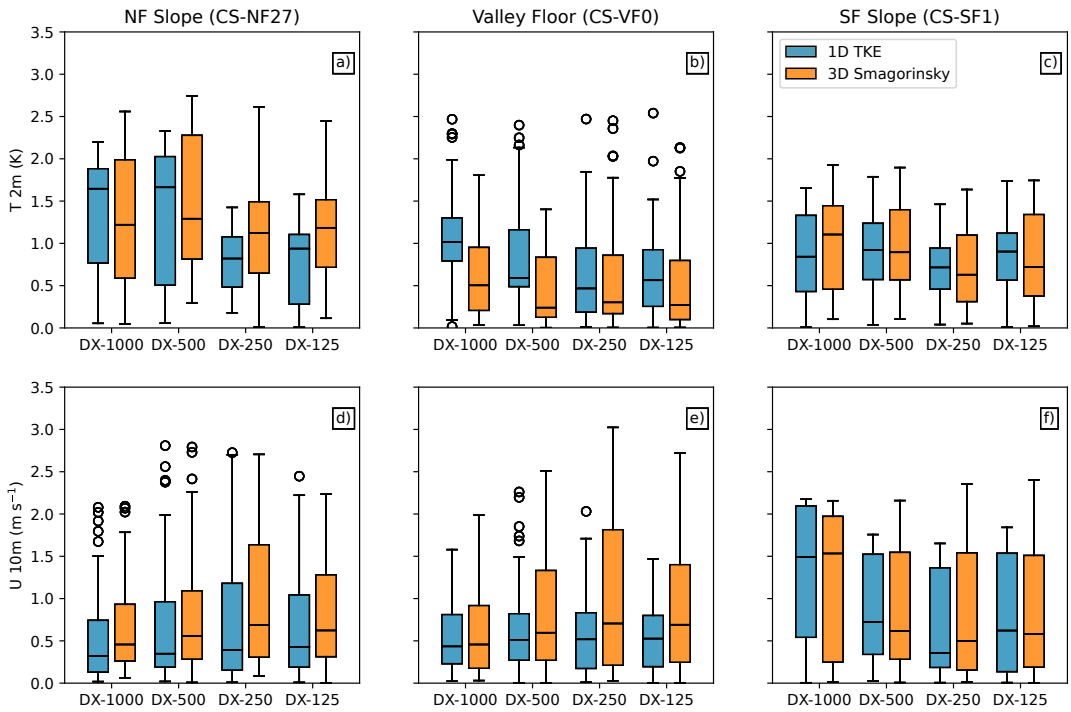 NF Slope (CS-NF27)
Valley Floor (CS-VF0)
SF Slope (CS-SF1)
T 2m (K)
3.5
3.0
2.5
2.0
1.5
1.0
0.5
0.0
a)
b)
c)
1D TKE
3D Smagorinsky
DX-1000 DX-500 DX-250 DX-125
DX-1000 DX-500 DX-250 DX-125
DX-1000 DX-500 DX-250 DX-125
U 10m (m s⁻¹)
3.5
3.0
2.5
2.0
1.5
1.0
0.5
0.0
d)
e)
f)
DX-1000 DX-500 DX-250 DX-125
DX-1000 DX-500 DX-250 DX-125
DX-1000 DX-500 DX-250 DX-125